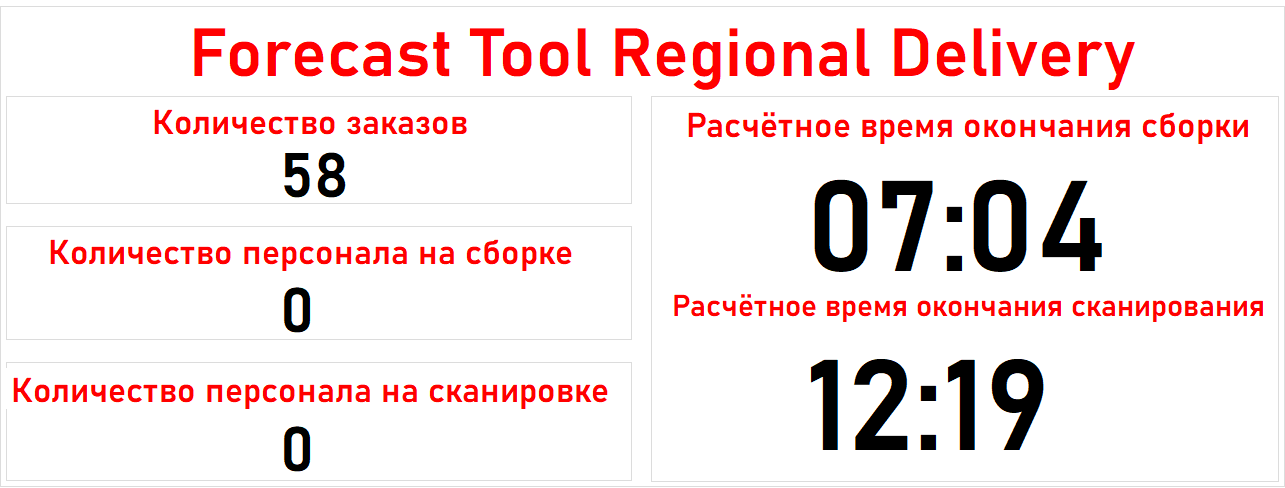 Forecast Tool Regional Delivery
Количество заказов
58
Количество персонала на сборке
0
Количество персонала на сканировке
0
Расчётное время окончания сборки
07:04
Расчётное время окончания сканирования
12:19